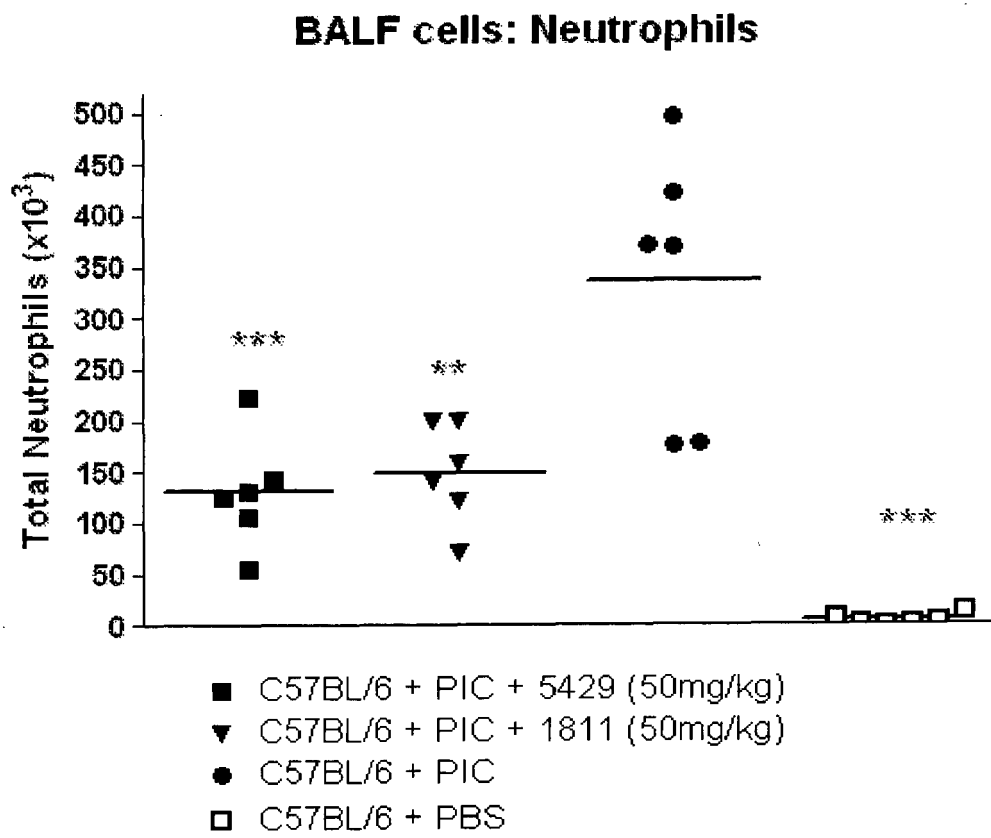 BALF cells: Neutrophils
Total Neutrophils (x10³)
500
450
400
350
300
250
200
150
100
50
0
***
**
***
C57BL/6 + PIC + 5429 (50mg/kg)
C57BL/6 + PIC + 1811 (50mg/kg)
C57BL/6 + PIC
C57BL/6 + PBS